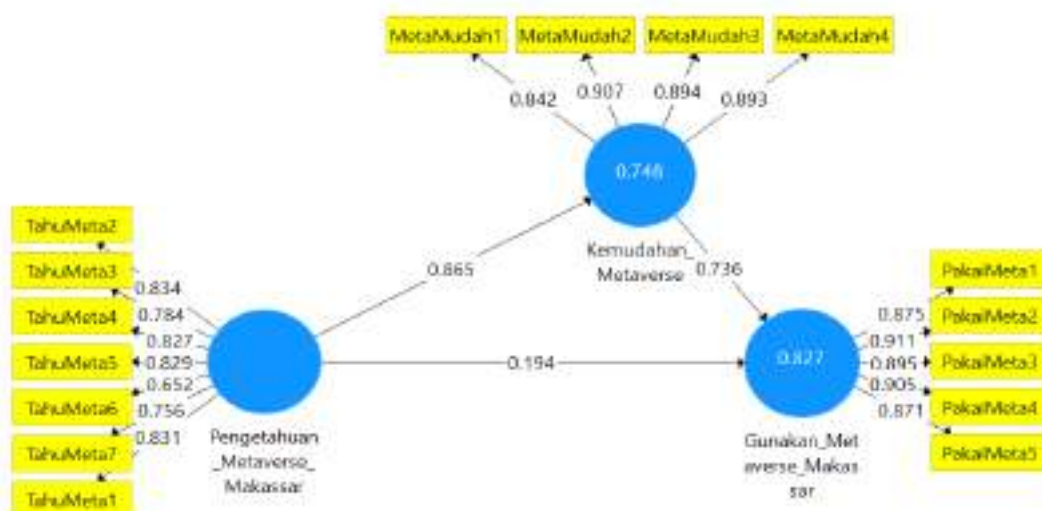 MetaMudah1
MetaMudah2
MetaMudah3
MetaMudah4
0.842
0.907
0.894
0.893
0.748
Kemudahan_
Metaverse
0.865
0.736
0.194
TahuMeta2
TahuMeta3
TahuMeta4
TahuMeta5
TahuMeta6
TahuMeta7
TahuMeta1
0.834
0.784
0.827
0.829
0.652
0.756
0.831
Pengetahuan
_Metaverse_
Makassar
0.827
Gunakan_Met
averse_Makas
sar
0.875
0.911
0.895
0.905
0.871
PakaiMeta1
PakaiMeta2
PakaiMeta3
PakaiMeta4
PakaiMeta5